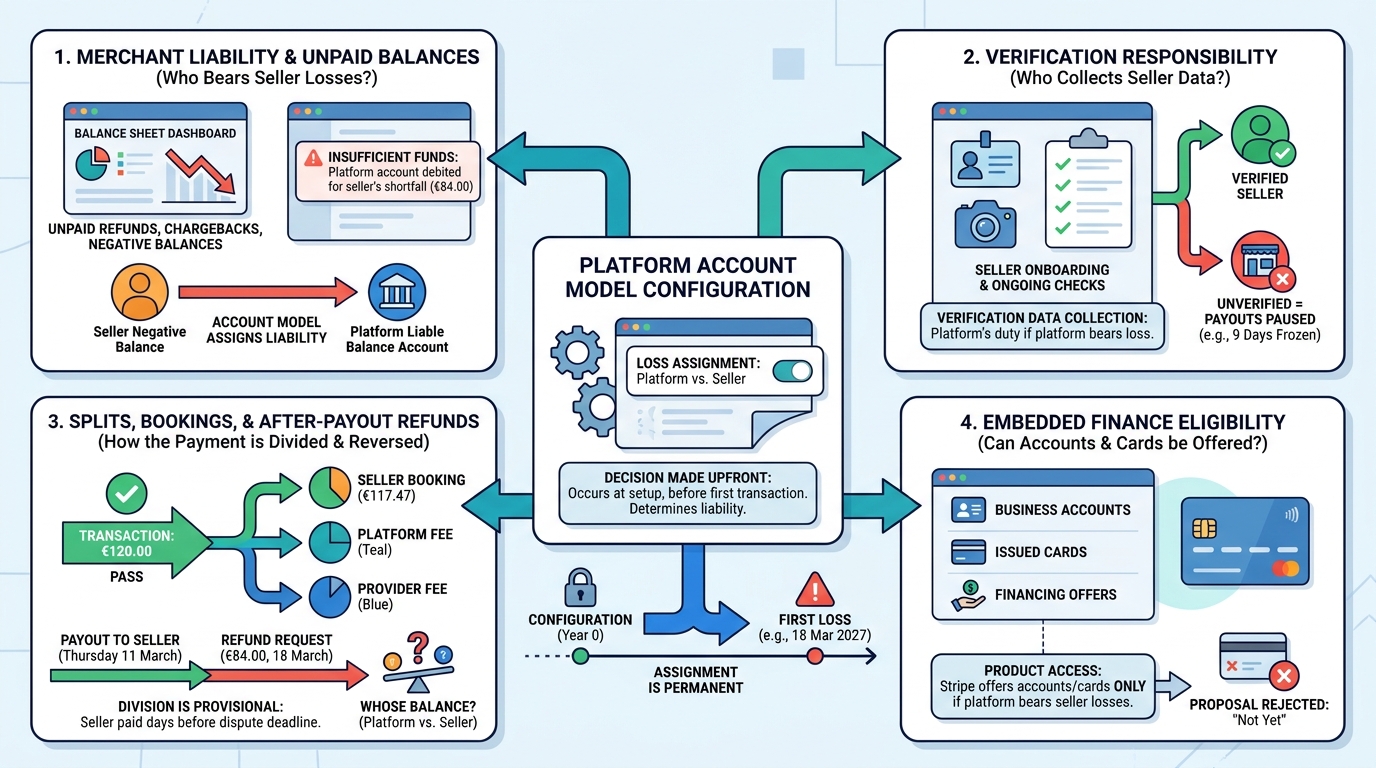 1. MERCHANT LIABILITY & UNPAID BALANCES
(Who Bears Seller Losses?)
BALANCE SHEET DASHBOARD
INSUFFICIENT FUNDS:
Platform account debited
for seller's shortfall (€84.00)
UNPAID REFUNDS, CHARGEBACKS,
NEGATIVE BALANCES
Seller Negative
Balance
ACCOUNT MODEL
ASSIGNS LIABILITY
Platform Liable
Balance Account
2. VERIFICATION RESPONSIBILITY
(Who Collects Seller Data?)
SELLER ONBOARDING
& ONGOING CHECKS
VERIFICATION DATA COLLECTION:
Platform's duty if platform bears loss.
VERIFIED
SELLER
UNVERIFIED =
PAYOUTS PAUSED
(e.g., 9 Days Frozen)
PLATFORM ACCOUNT
MODEL CONFIGURATION
LOSS ASSIGNMENT:
Platform vs. Seller
DECISION MADE UPFRONT:
Occurs at setup, before first transaction.
Determines liability.
CONFIGURATION
(Year 0)
FIRST LOSS
(e.g., 18 Mar 2027)
ASSIGNMENT
IS PERMANENT
3. SPLITS, BOOKINGS, & AFTER-PAYOUT REFUNDS
(How the Payment is Divided & Reversed)
TRANSACTION:
€120.00
PASS
SELLER BOOKING
(€117.47)
PLATFORM FEE
(Teal)
PROVIDER FEE
(Blue)
PAYOUT TO SELLER
(Thursday 11 March)
REFUND REQUEST
(€84.00, 18 March)
?
?
?
DIVISION IS PROVISIONAL:
Seller paid days before dispute deadline.
WHOSE BALANCE?
(Platform vs. Seller)
4. EMBEDDED FINANCE ELIGIBILITY
(Can Accounts & Cards be Offered?)
BUSINESS ACCOUNTS
ISSUED CARDS
$
FINANCING OFFERS
PRODUCT ACCESS:
Stripe offers accounts/cards ONLY
if platform bears seller losses.
PROPOSAL REJECTED:
"Not Yet"